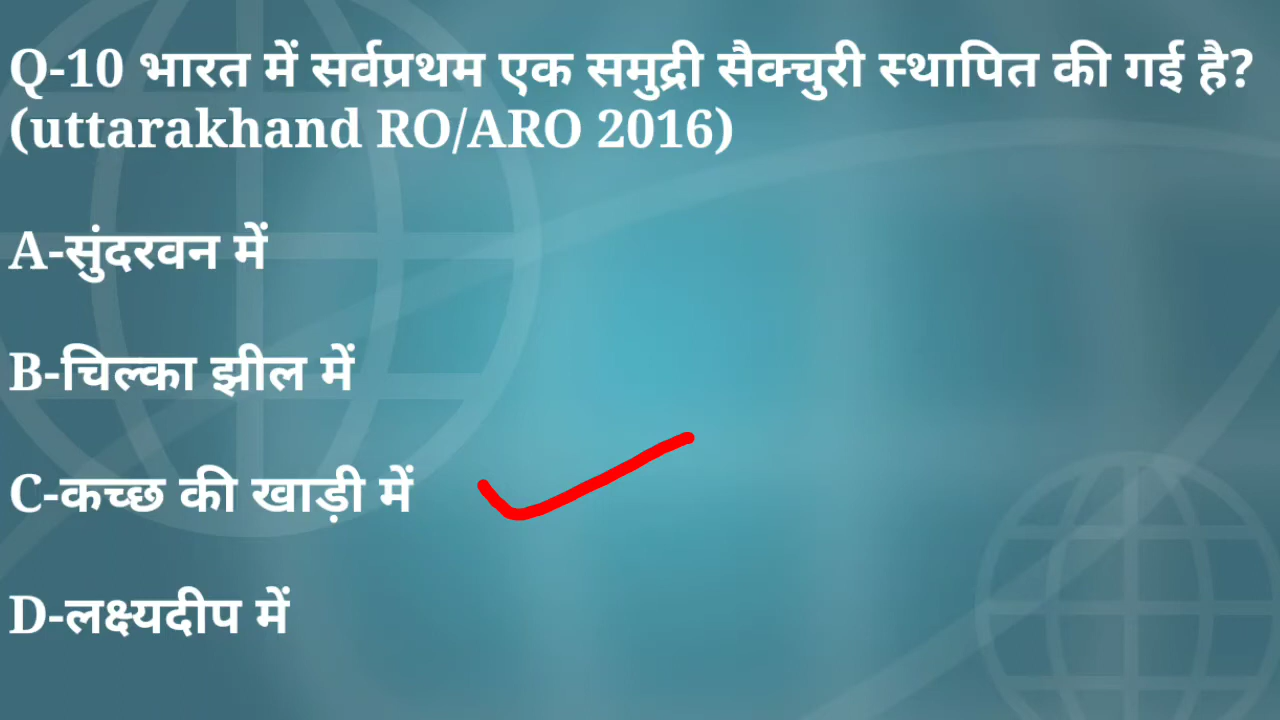 Q-10 भारत में सर्वप्रथम एक समुद्री सैक्चुरी स्थापित की गई है?
(uttarakhand RO/ARO 2016)
A-सुंदरवन में
B-चिल्का झील में
C-कच्छ की खाड़ी में
D-लक्ष्यदीप में